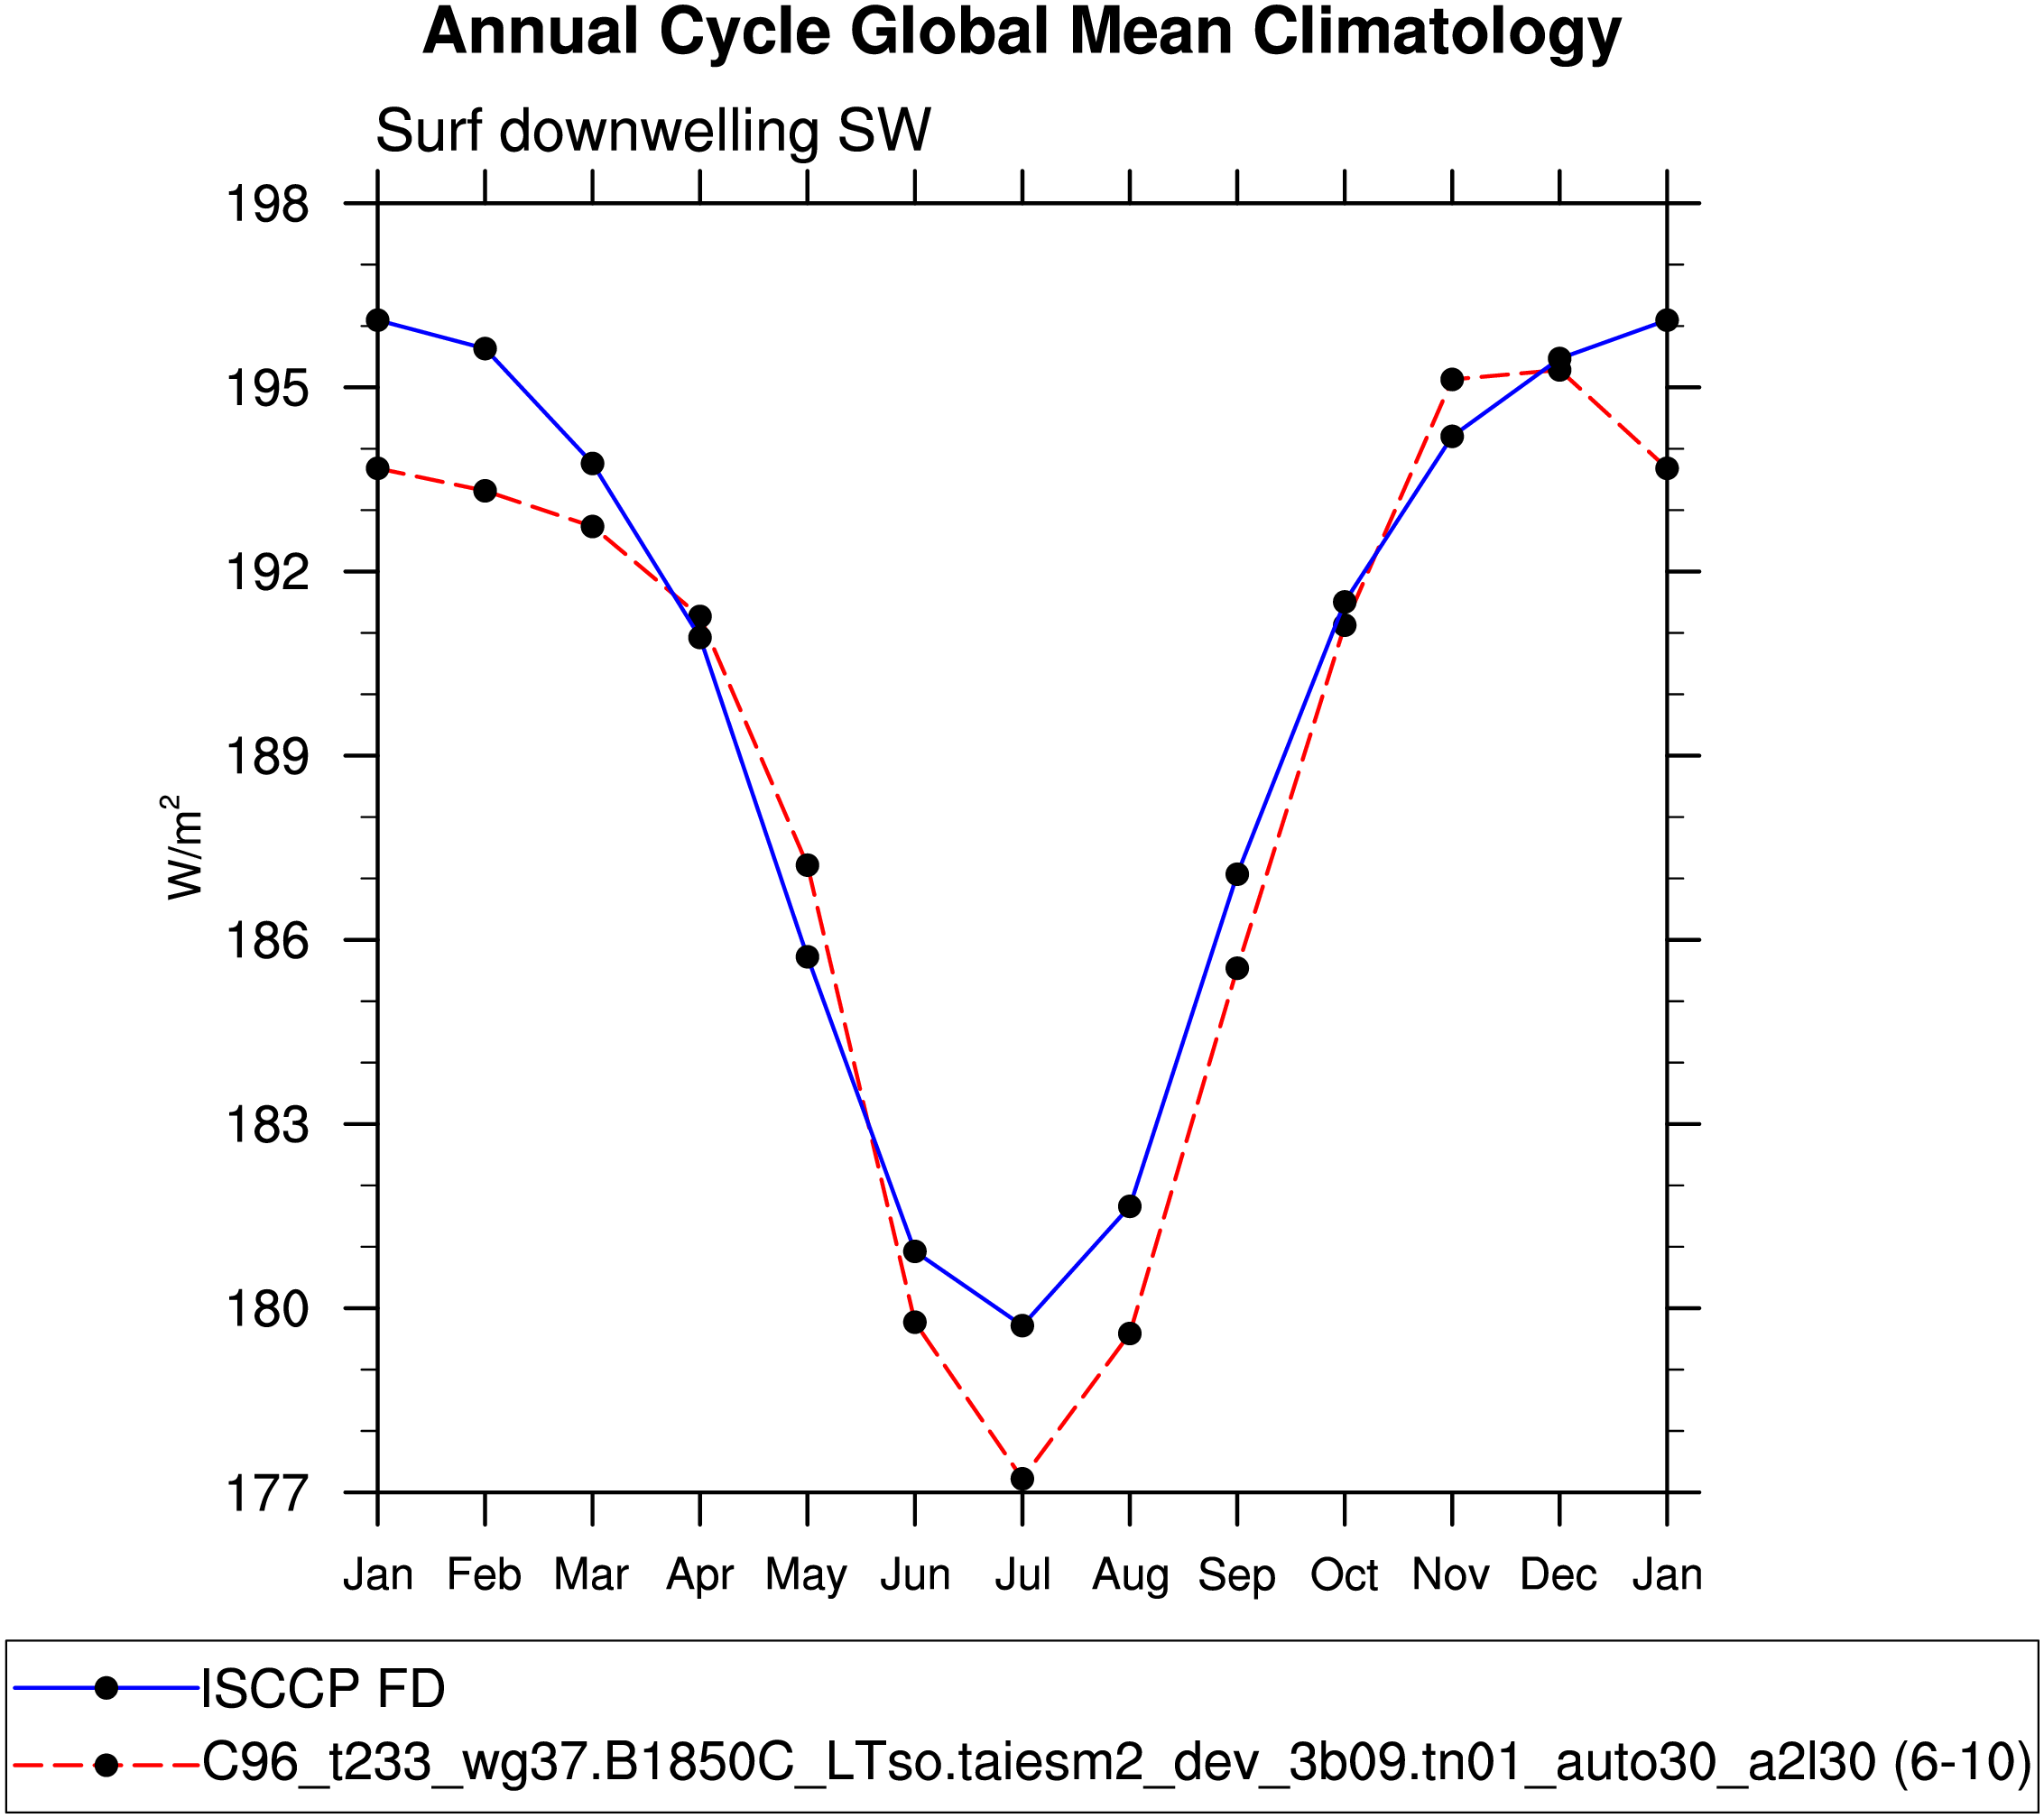 Annual Cycle Global Mean Climatology
Surf downwelling SW
198
195
192
189
186
183
180
177
W/m²
Jan Feb Mar Apr May Jun Jul Aug Sep Oct Nov Dec Jan
ISCCP FD
C96_t233_wg37.B1850C_LTso.taiesm2_dev_3b09.tn01_auto30_a2l30 (6-10)